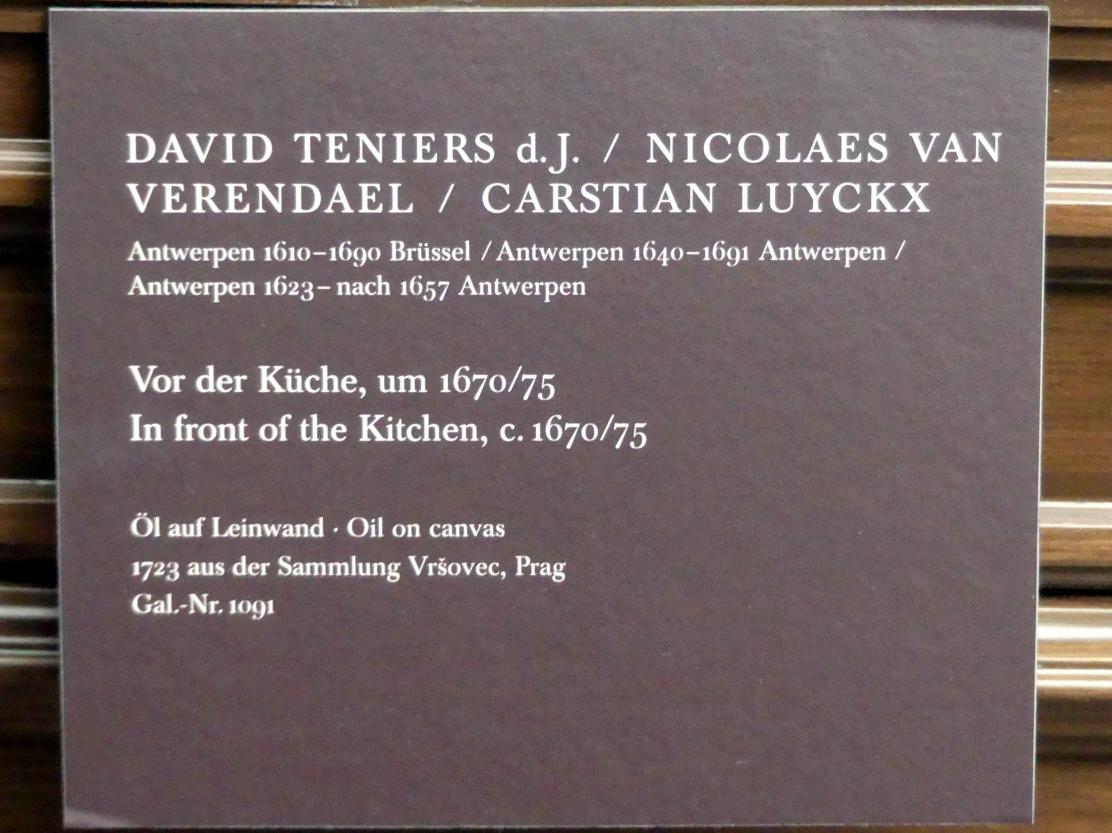 DAVID TENIERS d. J. / NICOLAES VAN
VERENDAEL / CARSTIAN LUYCKX
Antwerpen 1610–1690 Brüssel / Antwerpen 1640–1691 Antwerpen /
Antwerpen 1623– nach 1657 Antwerpen
Vor der Küche, um 1670/75
In front of the Kitchen, c. 1670/75
Öl auf Leinwand · Oil on canvas
1723 aus der Sammlung Vršovec, Prag
Gal.-Nr. 1091